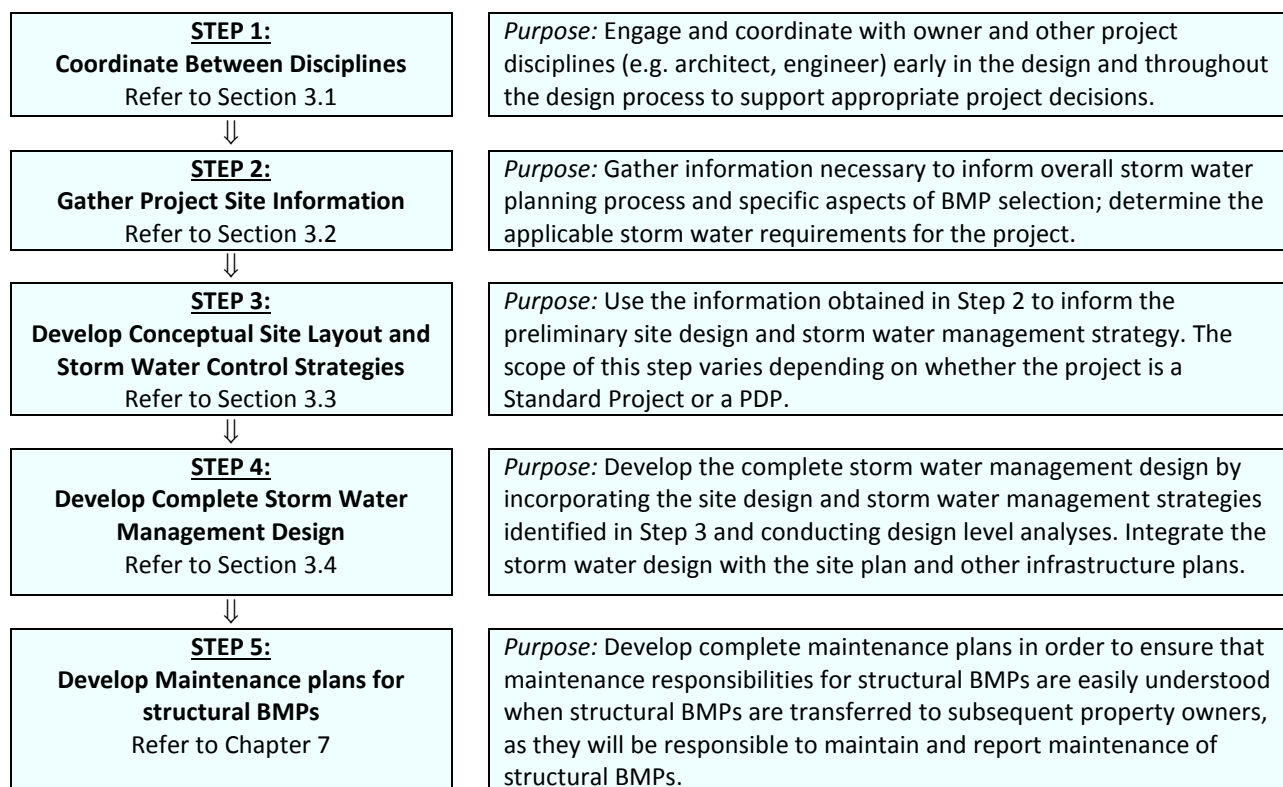 STEP 1:
Coordinate Between Disciplines
Refer to Section 3.1
Purpose: Engage and coordinate with owner and other project
disciplines (e.g. architect, engineer) early in the design and throughout
the design process to support appropriate project decisions.
⇓
STEP 2:
Gather Project Site Information
Refer to Section 3.2
Purpose: Gather information necessary to inform overall storm water
planning process and specific aspects of BMP selection; determine the
applicable storm water requirements for the project.
⇓
STEP 3:
Develop Conceptual Site Layout and
Storm Water Control Strategies
Refer to Section 3.3
Purpose: Use the information obtained in Step 2 to inform the
preliminary site design and storm water management strategy. The
scope of this step varies depending on whether the project is a
Standard Project or a PDP.
⇓
STEP 4:
Develop Complete Storm Water
Management Design
Refer to Section 3.4
Purpose: Develop the complete storm water management design by
incorporating the site design and storm water management strategies
identified in Step 3 and conducting design level analyses. Integrate the
storm water design with the site plan and other infrastructure plans.
⇓
STEP 5:
Develop Maintenance plans for
structural BMPs
Refer to Chapter 7
Purpose: Develop complete maintenance plans in order to ensure that
maintenance responsibilities for structural BMPs are easily understood
when structural BMPs are transferred to subsequent property owners,
as they will be responsible to maintain and report maintenance of
structural BMPs.